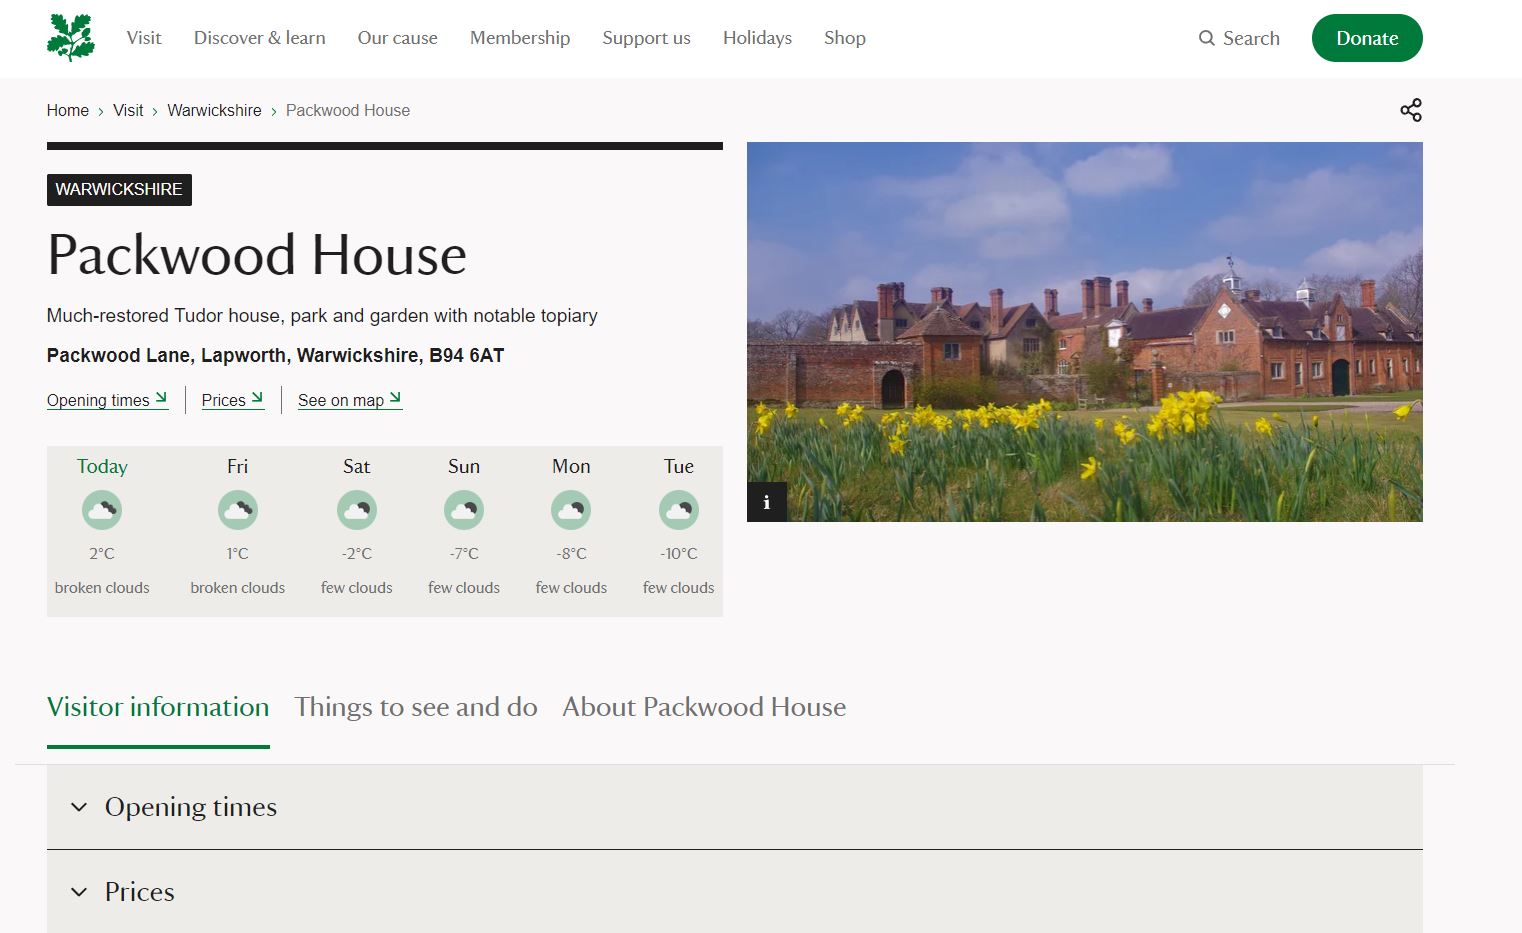 Visit Discover & learn Our cause Membership Support us Holidays Shop Search Donate
Home › Visit › Warwickshire › Packwood House
WARWICKSHIRE
Packwood House
Much-restored Tudor house, park and garden with notable topiary
Packwood Lane, Lapworth, Warwickshire, B94 6AT
Opening times Prices See on map
Today Fri Sat Sun Mon Tue
2°C 1°C -2°C -7°C -8°C -10°C
broken clouds broken clouds few clouds few clouds few clouds few clouds
i
Visitor information Things to see and do About Packwood House
Opening times
Prices